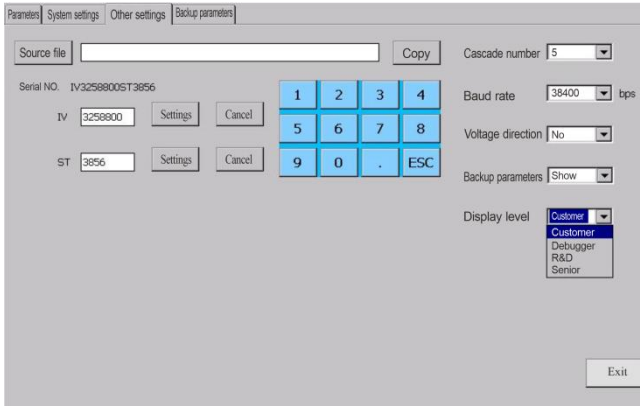 Parameters System settings Other settings Backup parameters
Source file Copy
Cascade number 5
Serial NO. IV3258800ST3856
IV 3258800 Settings Cancel
ST 3856 Settings Cancel
1 2 3 4
5 6 7 8
9 0 . ESC
Baud rate 38400 bps
Voltage direction No
Backup parameters Show
Display level Customer
Customer
Debugger
R&D
Senior
Exit